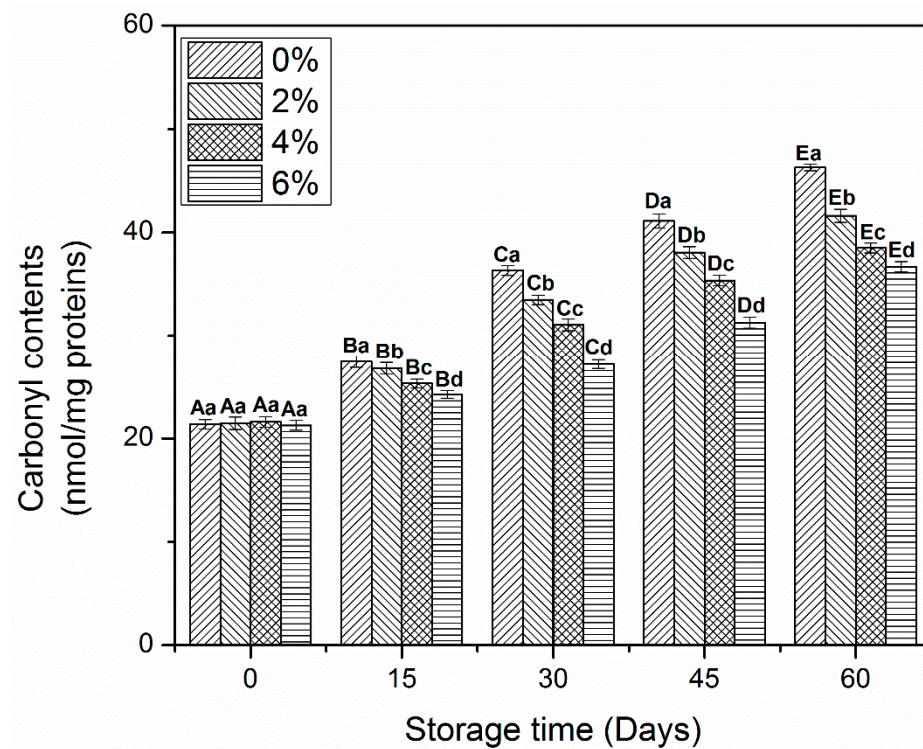 60
0%
2%
4%
6%
40
20
0
Carbonyl contents
(nmol/mg proteins)
Aa Aa Aa Aa
Ba Bb Bc Bd
Ca Cb Cc Cd
Da Db Dc Dd
Ea Eb Ec Ed
0 15 30 45 60
Storage time (Days)